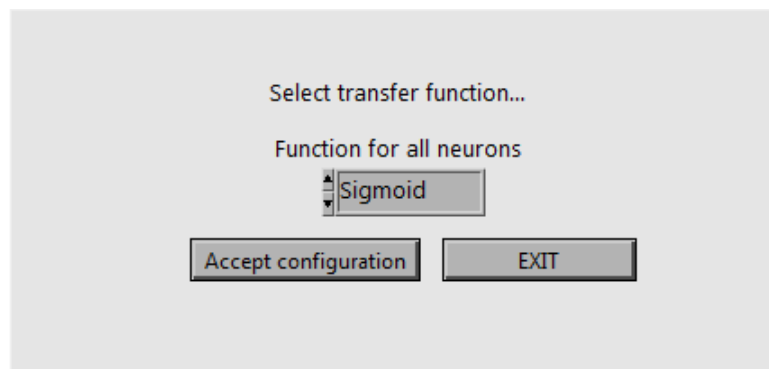 Select transfer function...
Function for all neurons
Sigmoid
Accept configuration
EXIT